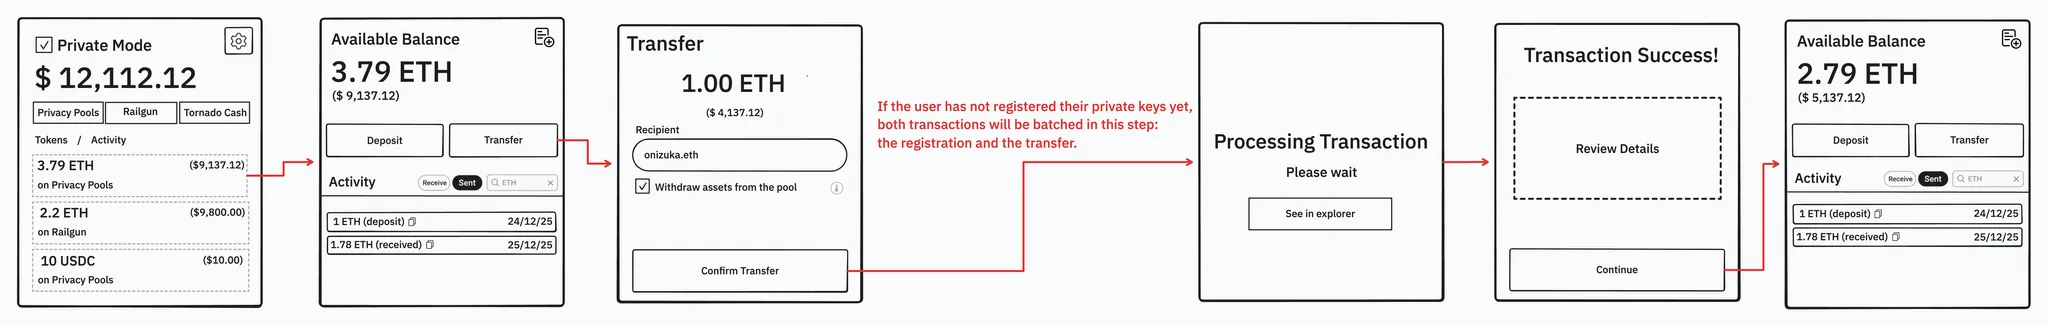 Private Mode
$ 12,112.12
Privacy Pools
Railgun
Tornado Cash
Tokens / Activity
3.79 ETH
($9,137.12)
on Privacy Pools
2.2 ETH
($9,800.00)
on Railgun
10 USDC
($10.00)
on Privacy Pools
Available Balance
3.79 ETH
($ 9,137.12)
Deposit
Transfer
Activity
Receive
Sent
ETH
1 ETH (deposit)
24/12/25
1.78 ETH (received)
25/12/25
Transfer
1.00 ETH
($ 4,137.12)
Recipient
onizuka.eth
Withdraw assets from the pool
Confirm Transfer
If the user has not registered their private keys yet,
both transactions will be batched in this step:
the registration and the transfer.
Processing Transaction
Please wait
See in explorer
Transaction Success!
Review Details
Continue
Available Balance
2.79 ETH
($ 5,137.12)
Deposit
Transfer
Activity
Receive
Sent
ETH
1 ETH (deposit)
24/12/25
1.78 ETH (received)
25/12/25